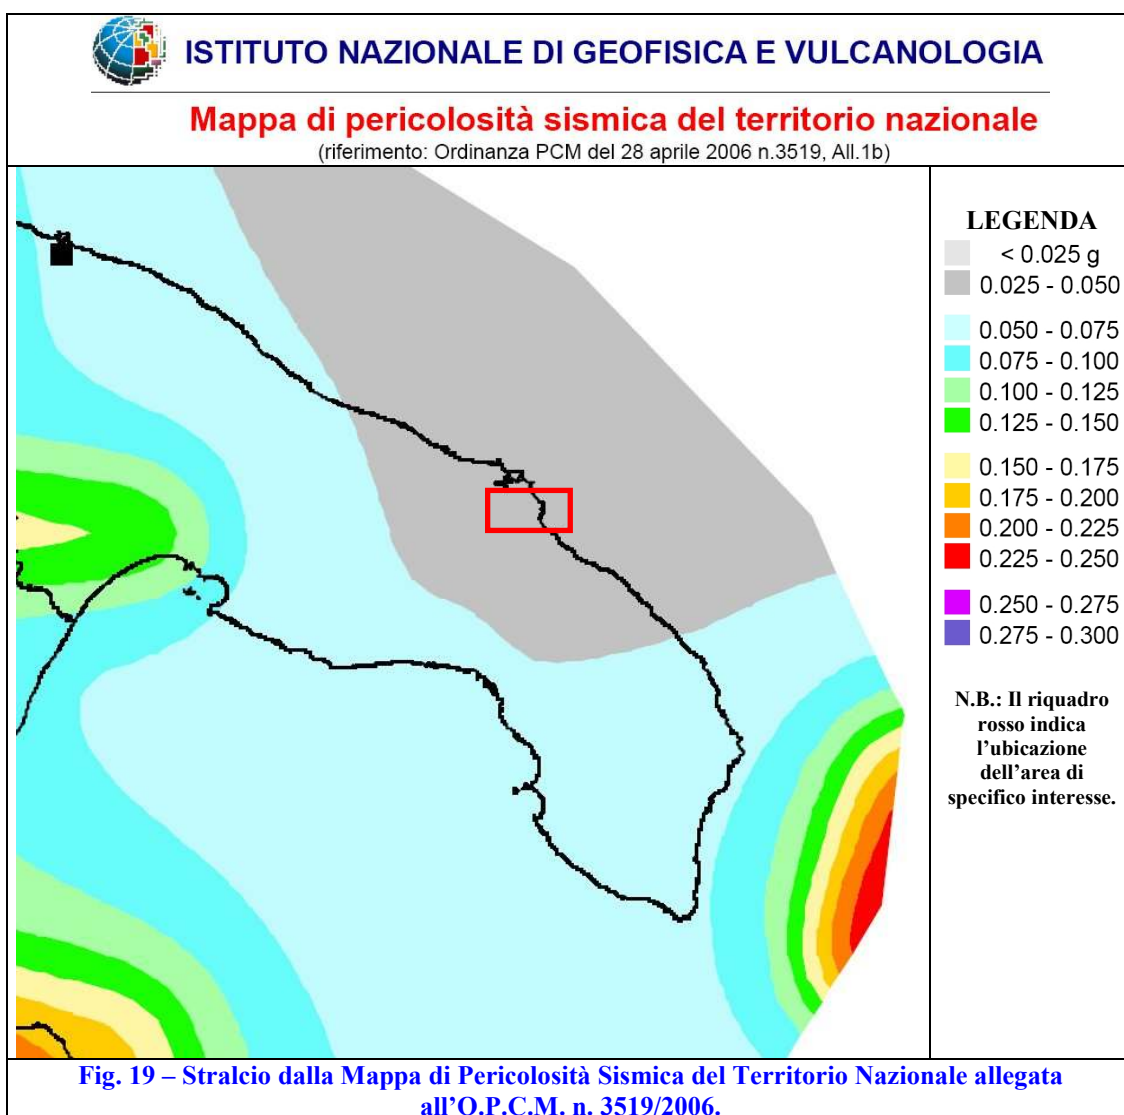 ISTITUTO NAZIONALE DI GEOFISICA E VULCANOLOGIA
Mappa di pericolosità sismica del territorio nazionale
(riferimento: Ordinanza PCM del 28 aprile 2006 n.3519, All.1b)
LEGENDA
< 0.025 g
0.025 - 0.050
0.050 - 0.075
0.075 - 0.100
0.100 - 0.125
0.125 - 0.150
0.150 - 0.175
0.175 - 0.200
0.200 - 0.225
0.225 - 0.250
0.250 - 0.275
0.275 - 0.300
N.B.: Il riquadro
rosso indica
l’ubicazione
dell’area di
specifico interesse.
Fig. 19 – Stralcio dalla Mappa di Pericolosità Sismica del Territorio Nazionale allegata
all’O.P.C.M. n. 3519/2006.